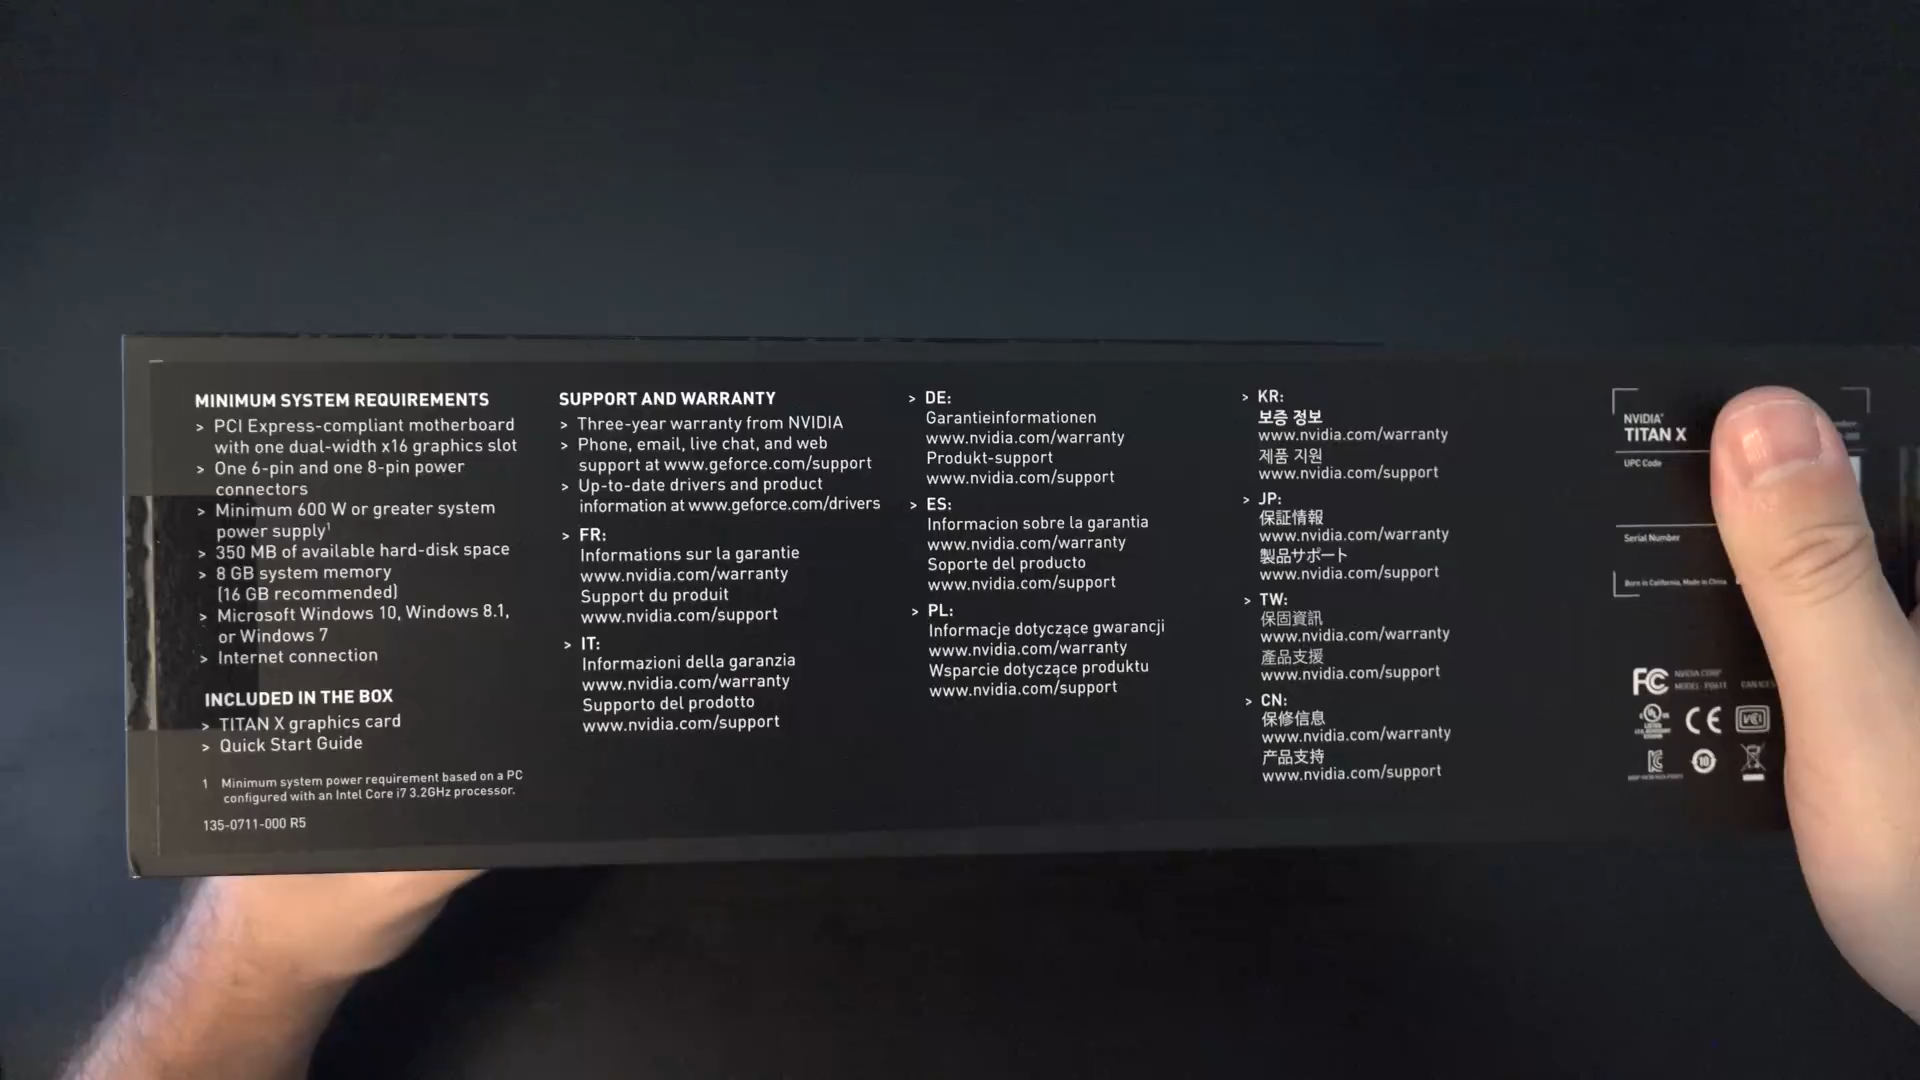 MINIMUM SYSTEM REQUIREMENTS
> PCI Express-compliant motherboard
with one dual-width x16 graphics slot
> One 6-pin and one 8-pin power
connectors
> Minimum 600 W or greater system
power supply¹
> 350 MB of available hard-disk space
> 8 GB system memory
(16 GB recommended)
> Microsoft Windows 10, Windows 8.1,
or Windows 7
> Internet connection
INCLUDED IN THE BOX
> TITAN X graphics card
> Quick Start Guide
1 Minimum system power requirement based on a PC
configured with an Intel Core i7 3.2GHz processor.
135-0711-000 R5
SUPPORT AND WARRANTY
> Three-year warranty from NVIDIA
> Phone, email, live chat, and web
support at www.geforce.com/support
> Up-to-date drivers and product
information at www.geforce.com/drivers
> FR:
Informations sur la garantie
www.nvidia.com/warranty
Support du produit
www.nvidia.com/support
> IT:
Informazioni della garanzia
www.nvidia.com/warranty
Supporto del prodotto
www.nvidia.com/support
> DE:
Garantieinformationen
www.nvidia.com/warranty
Produkt-support
www.nvidia.com/support
> ES:
Informacion sobre la garantia
www.nvidia.com/warranty
Soporte del producto
www.nvidia.com/support
> PL:
Informacje dotyczące gwarancji
www.nvidia.com/warranty
Wsparcie dotyczące produktu
www.nvidia.com/support
> KR:
보증 정보
www.nvidia.com/warranty
제품 지원
www.nvidia.com/support
> JP:
保証情報
www.nvidia.com/warranty
製品サポート
www.nvidia.com/support
> TW:
保固資訊
www.nvidia.com/warranty
產品支援
www.nvidia.com/support
> CN:
保修信息
www.nvidia.com/warranty
产品支持
www.nvidia.com/support
NVIDIA
TITAN X
UPC Code
Serial Number
Born in California, Made in China
FC NVIDIA CORP
CE VCI
10